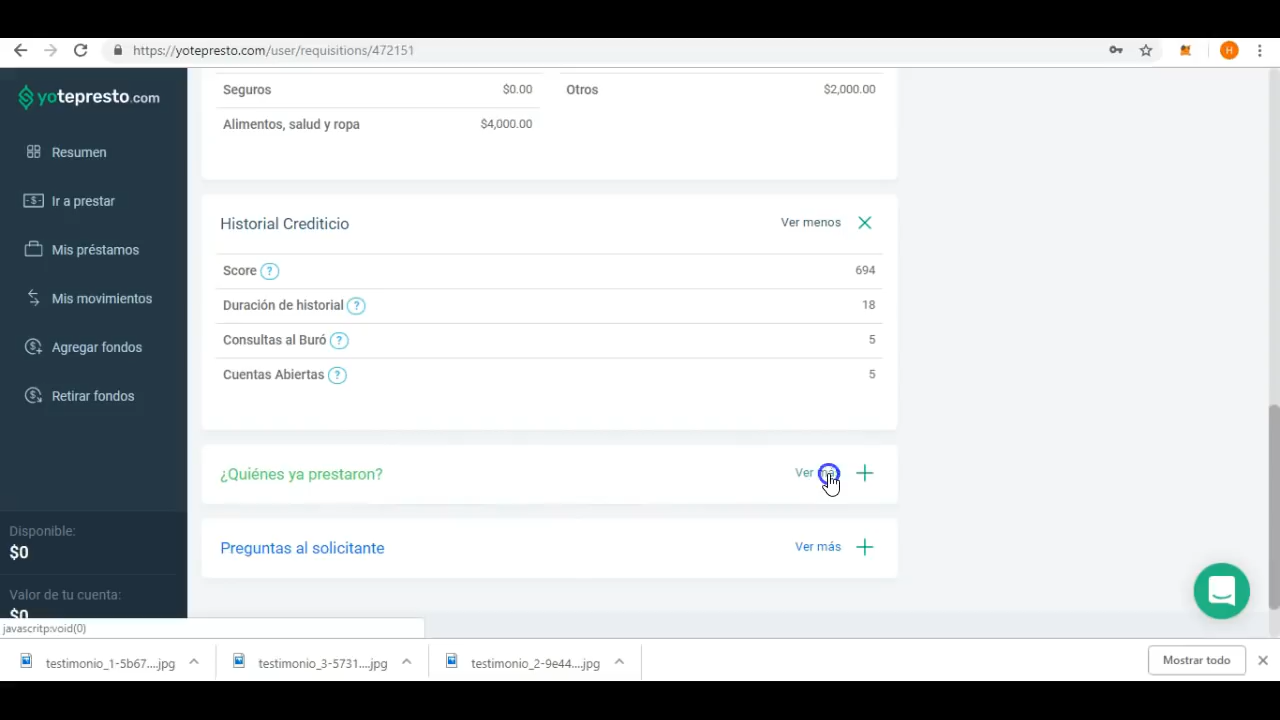 https://yotepresto.com/user/requisitions/472151
H
yotepresto.com
Resumen
Ir a prestar
Mis préstamos
Mis movimientos
Agregar fondos
Retirar fondos
Disponible:
$0
Valor de tu cuenta:
$0
Seguros $0.00 Otros $2,000.00
Alimentos, salud y ropa $4,000.00
Historial Crediticio Ver menos
Score ? 694
Duración de historial ? 18
Consultas al Buró ? 5
Cuentas Abiertas ? 5
¿Quiénes ya prestaron? Ver
Preguntas al solicitante Ver más
javascritp:void(0)
testimonio_1-5b67....jpg testimonio_3-5731....jpg testimonio_2-9e44....jpg Mostrar todo